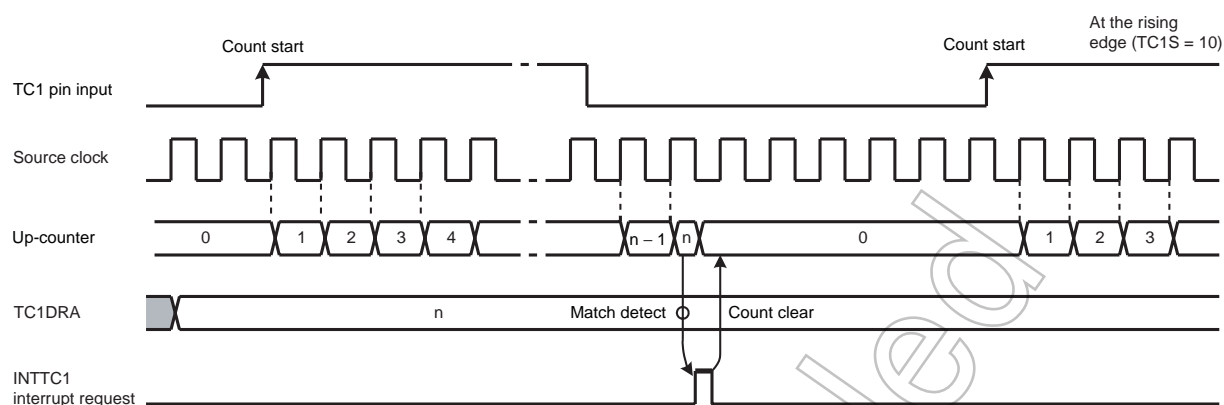 At the rising
edge (TC1S = 10)
Count start
Count start
TC1 pin input
Source clock
Up-counter
0 1 2 3 4 n − 1 n 0 1 2 3
TC1DRA
n
Match detect
Count clear
INTTC1
interrupt request
led